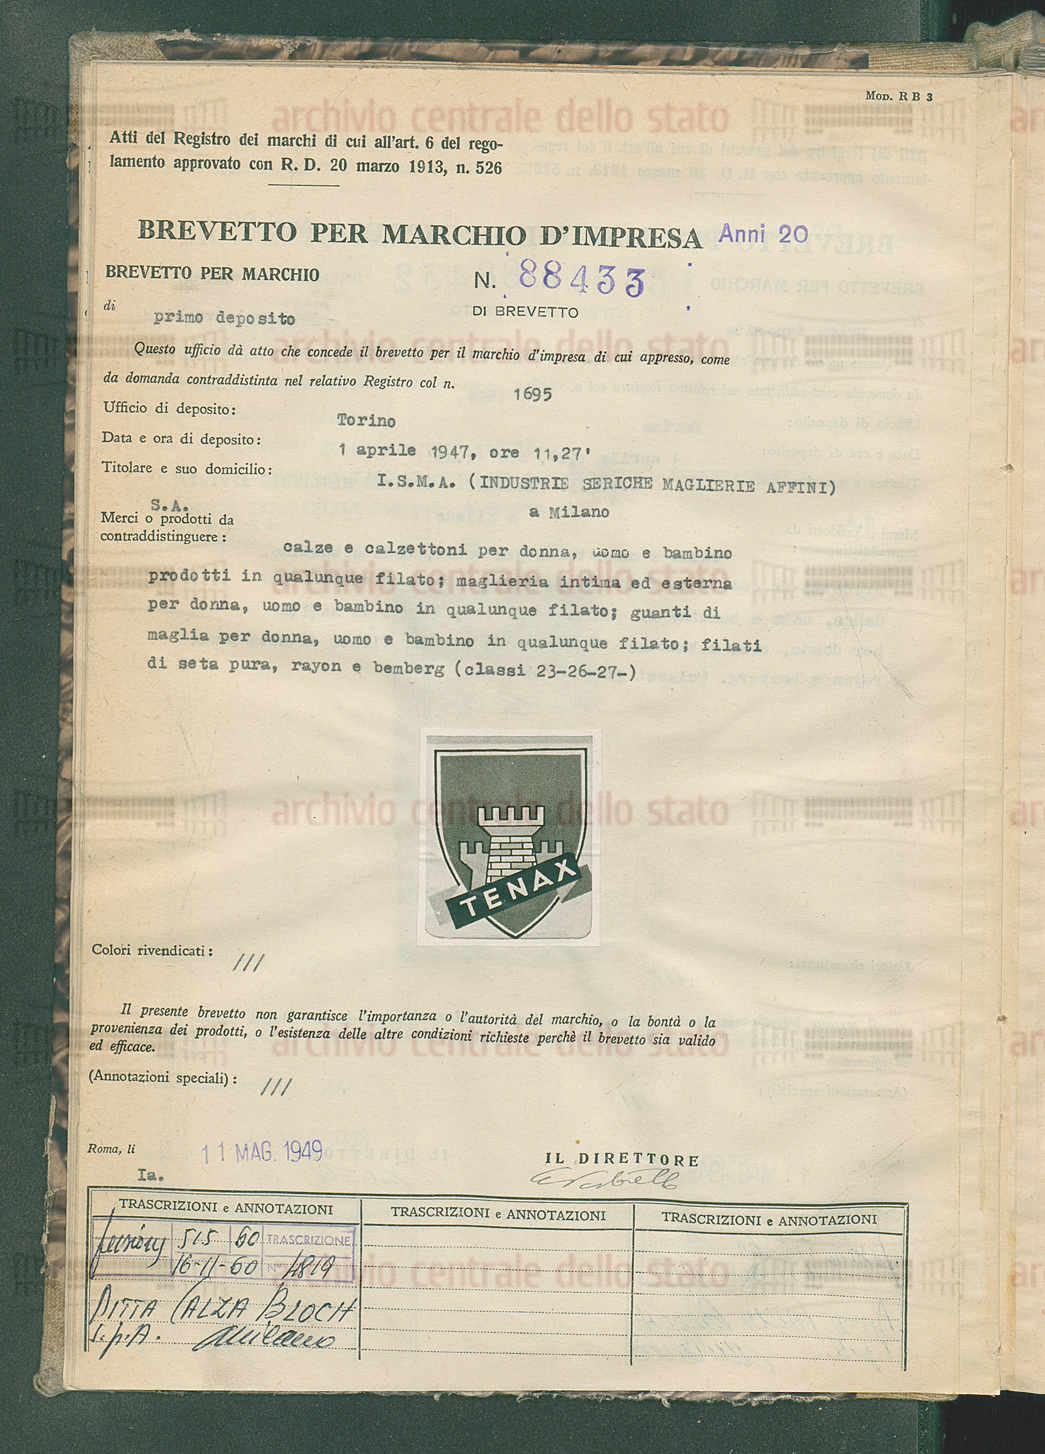 Mod. R B 3
Atti del Registro dei marchi di cui all'art. 6 del rego-
lamento approvato con R. D. 20 marzo 1913, n. 526
BREVETTO PER MARCHIO D'IMPRESA Anni 20
BREVETTO PER MARCHIO N. 88433
di primo deposito DI BREVETTO
Questo ufficio dà atto che concede il brevetto per il marchio d'impresa di cui appresso, come
da domanda contraddistinta nel relativo Registro col n. 1695
Ufficio di deposito: Torino
Data e ora di deposito: 1 aprile 1947, ore 11,27'
Titolare e suo domicilio: I.S.M.A. (INDUSTRIE SERICHE MAGLIERIE AFFINI)
S.A. a Milano
Merci o prodotti da
contraddistinguere: calze e calzettoni per donna, uomo e bambino
prodotti in qualunque filato; maglieria intima ed esterna
per donna, uomo e bambino in qualunque filato; guanti di
maglia per donna, uomo e bambino in qualunque filato; filati
di seta pura, rayon e bemberg (classi 23-26-27-)
archivio centrale dello stato
TENAX
Colori rivendicati: ///
Il presente brevetto non garantisce l'importanza o l'autorità del marchio, o la bontà o la
provenienza dei prodotti, o l'esistenza delle altre condizioni richieste perchè il brevetto sia valido
ed efficace.
(Annotazioni speciali): ///
Roma, li 11 MAG. 1949
IL DIRETTORE
Ia.
TRASCRIZIONI e ANNOTAZIONI TRASCRIZIONI e ANNOTAZIONI TRASCRIZIONI e ANNOTAZIONI
515 60 TRASCRIZIONE
16-11-60 N° 4819
DITTA CALZA BLOCH
S.p.A. Milano